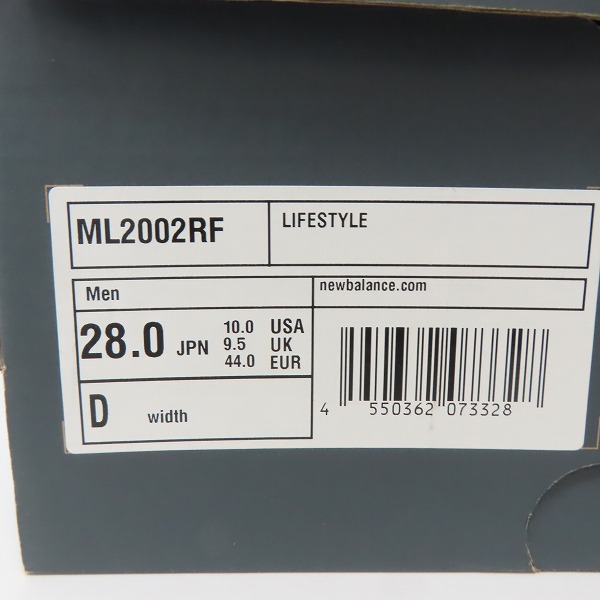 ML2002RF
LIFESTYLE
Men
newbalance.com
28.0 JPN
10.0 USA
9.5 UK
44.0 EUR
D width
4 550362 073328